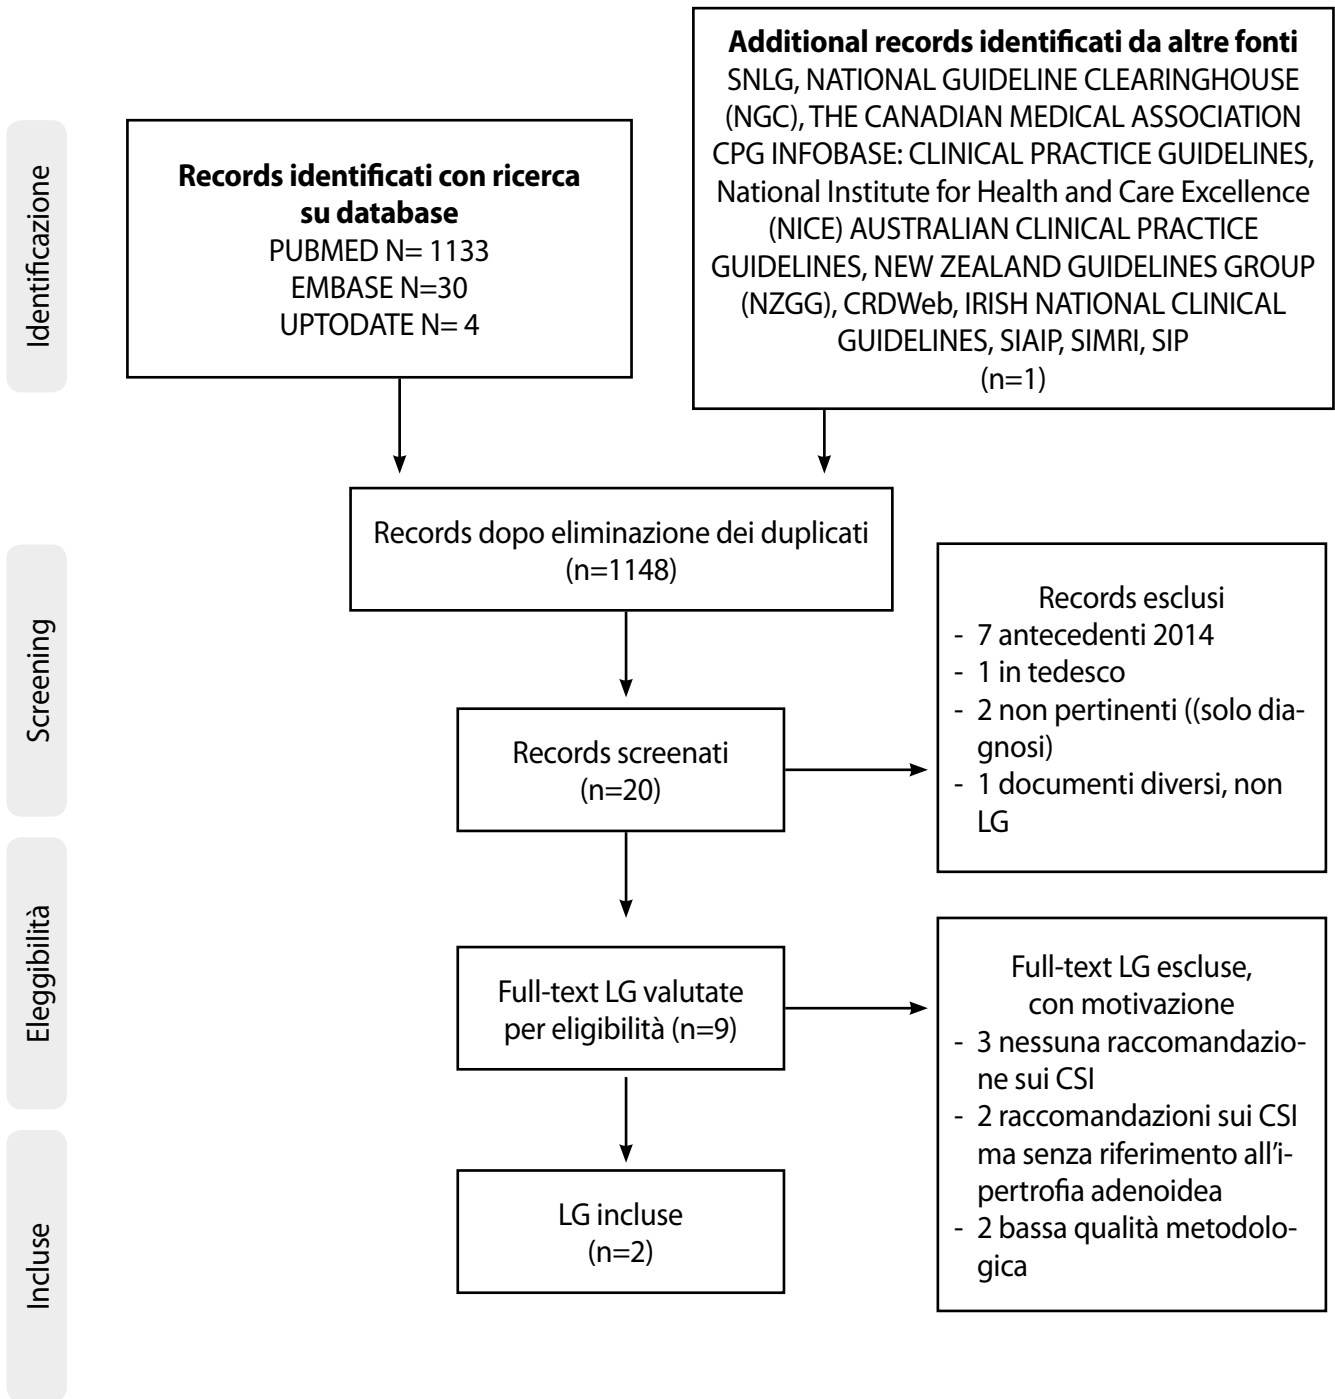 Identificazione
Records identificati con ricerca
su database
PUBMED N= 1133
EMBASE N=30
UPTODATE N= 4
Additional records identificati da altre fonti
SNLG, NATIONAL GUIDELINE CLEARINGHOUSE
(NGC), THE CANADIAN MEDICAL ASSOCIATION
CPG INFOBASE: CLINICAL PRACTICE GUIDELINES,
National Institute for Health and Care Excellence
(NICE) AUSTRALIAN CLINICAL PRACTICE
GUIDELINES, NEW ZEALAND GUIDELINES GROUP
(NZGG), CRDWeb, IRISH NATIONAL CLINICAL
GUIDELINES, SIAIP, SIMRI, SIP
(n=1)
Records dopo eliminazione dei duplicati
(n=1148)
Screening
Records screenati
(n=20)
Records esclusi
- 7 antecedenti 2014
- 1 in tedesco
- 2 non pertinenti ((solo dia-
gnosi)
- 1 documenti diversi, non
LG
Eleggibilità
Full-text LG valutate
per eligibilità (n=9)
Full-text LG escluse,
con motivazione
- 3 nessuna raccomandazio-
ne sui CSI
- 2 raccomandazioni sui CSI
ma senza riferimento all'i-
pertrofia adenoidea
- 2 bassa qualità metodolo-
gica
Incluse
LG incluse
(n=2)